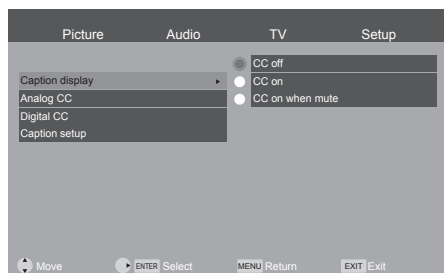 Picture Audio TV Setup
CC off
Caption display CC on
Analog CC CC on when mute
Digital CC
Caption setup
Move ENTER Select MENU Return EXIT Exit